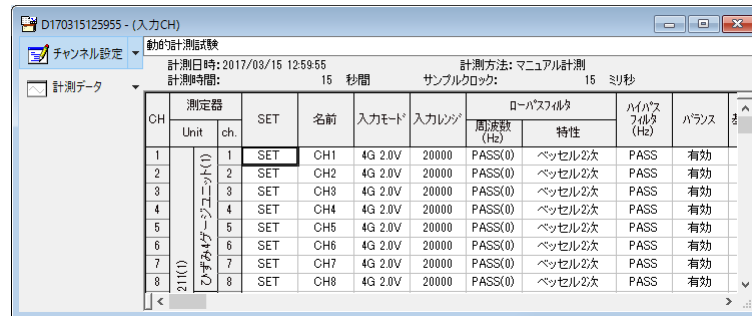 D170315125955 - (入力CH)
チャンネル設定
計測データ
動的計測試験
計測日時: 2017/03/15 12:59:55 計測方法: マニュアル計測
計測時間: 15 秒間 サンプルクロック: 15 ミリ秒
CH 測定器 SET 名前 入力モード 入力レンジ ローパスフィルタ ハイパスフィルタ(Hz) バランス
Unit ch. 周波数(Hz) 特性
211(1) ひずみ4ゲージユニット(1)
1 1 SET CH1 4G 2.0V 20000 PASS(0) ベッセル2次 PASS 有効
2 2 SET CH2 4G 2.0V 20000 PASS(0) ベッセル2次 PASS 有効
3 3 SET CH3 4G 2.0V 20000 PASS(0) ベッセル2次 PASS 有効
4 4 SET CH4 4G 2.0V 20000 PASS(0) ベッセル2次 PASS 有効
5 5 SET CH5 4G 2.0V 20000 PASS(0) ベッセル2次 PASS 有効
6 6 SET CH6 4G 2.0V 20000 PASS(0) ベッセル2次 PASS 有効
7 7 SET CH7 4G 2.0V 20000 PASS(0) ベッセル2次 PASS 有効
8 8 SET CH8 4G 2.0V 20000 PASS(0) ベッセル2次 PASS 有効